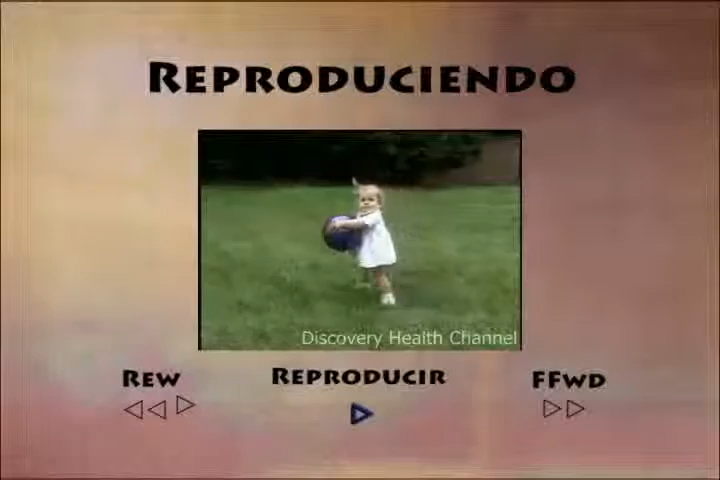 REPRODUCIENDO
Discovery Health Channel
REW
REPRODUCIR
FFWD